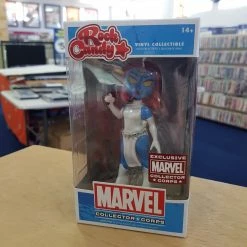 Rock
Candy
VINYL COLLECTIBLE
14+
EXCLUSIVE
MARVEL
COLLECTOR
CORPS
MARVEL
COLLECTOR CORPS